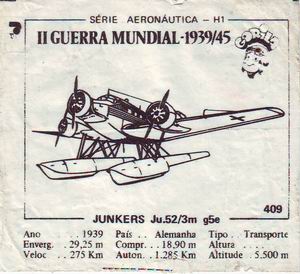 SÉRIE AERONÁUTICA - H1
II GUERRA MUNDIAL - 1939/45
409
JUNKERS Ju.52/3m g5e
Ano . . . . 1939 País . . Alemanha Tipo . . Transporte
Enverg. . 29,25 m Compr. . . 18.90 m Altura . . . .
Veloc . . 275 Km Auton. . 1.285 Km Altitude . 5.500 m